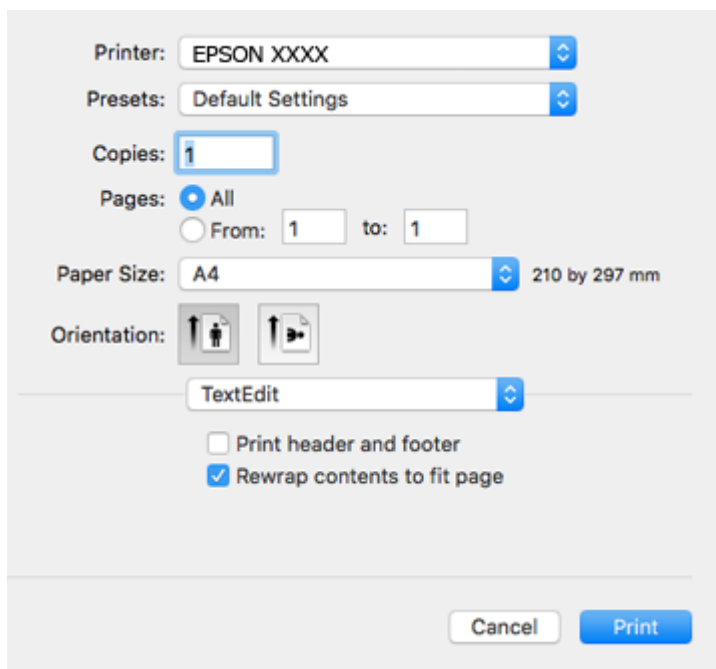 Printer: EPSON XXXX
Presets: Default Settings
Copies: 1
Pages: All
From: 1 to: 1
Paper Size: A4 210 by 297 mm
Orientation:
TextEdit
Print header and footer
Rewrap contents to fit page
Cancel Print